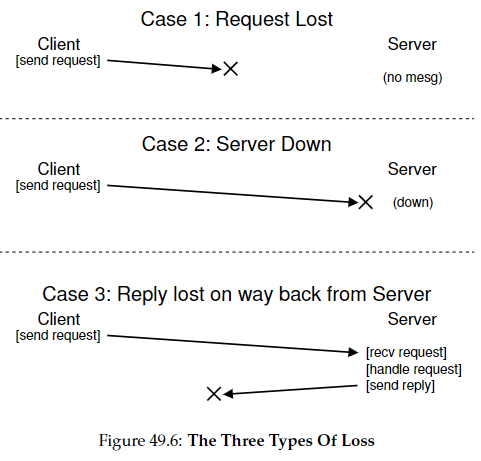 Case 1: Request Lost
Client Server
[send request]
(no mesg)
Case 2: Server Down
Client Server
[send request]
(down)
Case 3: Reply lost on way back from Server
Client Server
[send request]
[recv request]
[handle request]
[send reply]
Figure 49.6: The Three Types Of Loss